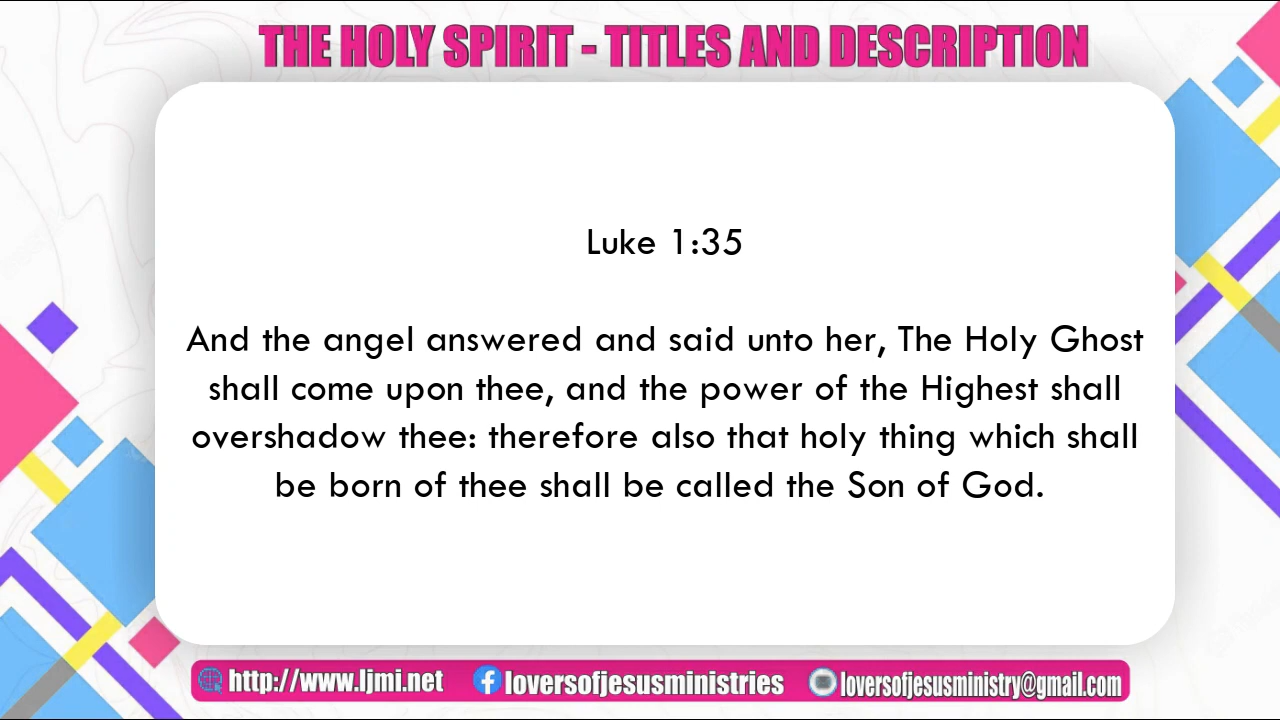 THE HOLY SPIRIT - TITLES AND DESCRIPTION
Luke 1:35
And the angel answered and said unto her, The Holy Ghost
shall come upon thee, and the power of the Highest shall
overshadow thee: therefore also that holy thing which shall
be born of thee shall be called the Son of God.
http://www.ljmi.net loversofjesusministries loversofjesusministry@gmail.com